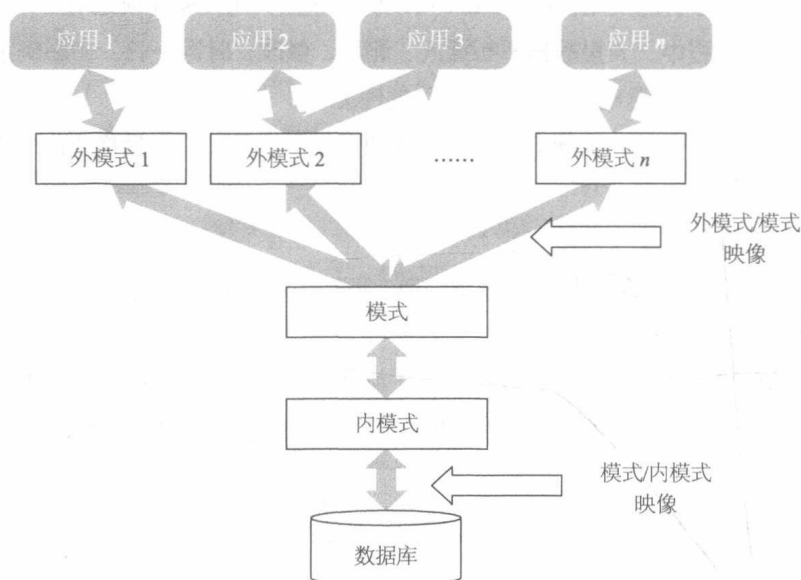 应用 1
应用 2
应用 3
应用 n
外模式 1
外模式 2
……
外模式 n
外模式/模式
映像
模式
内模式
模式/内模式
映像
数据库